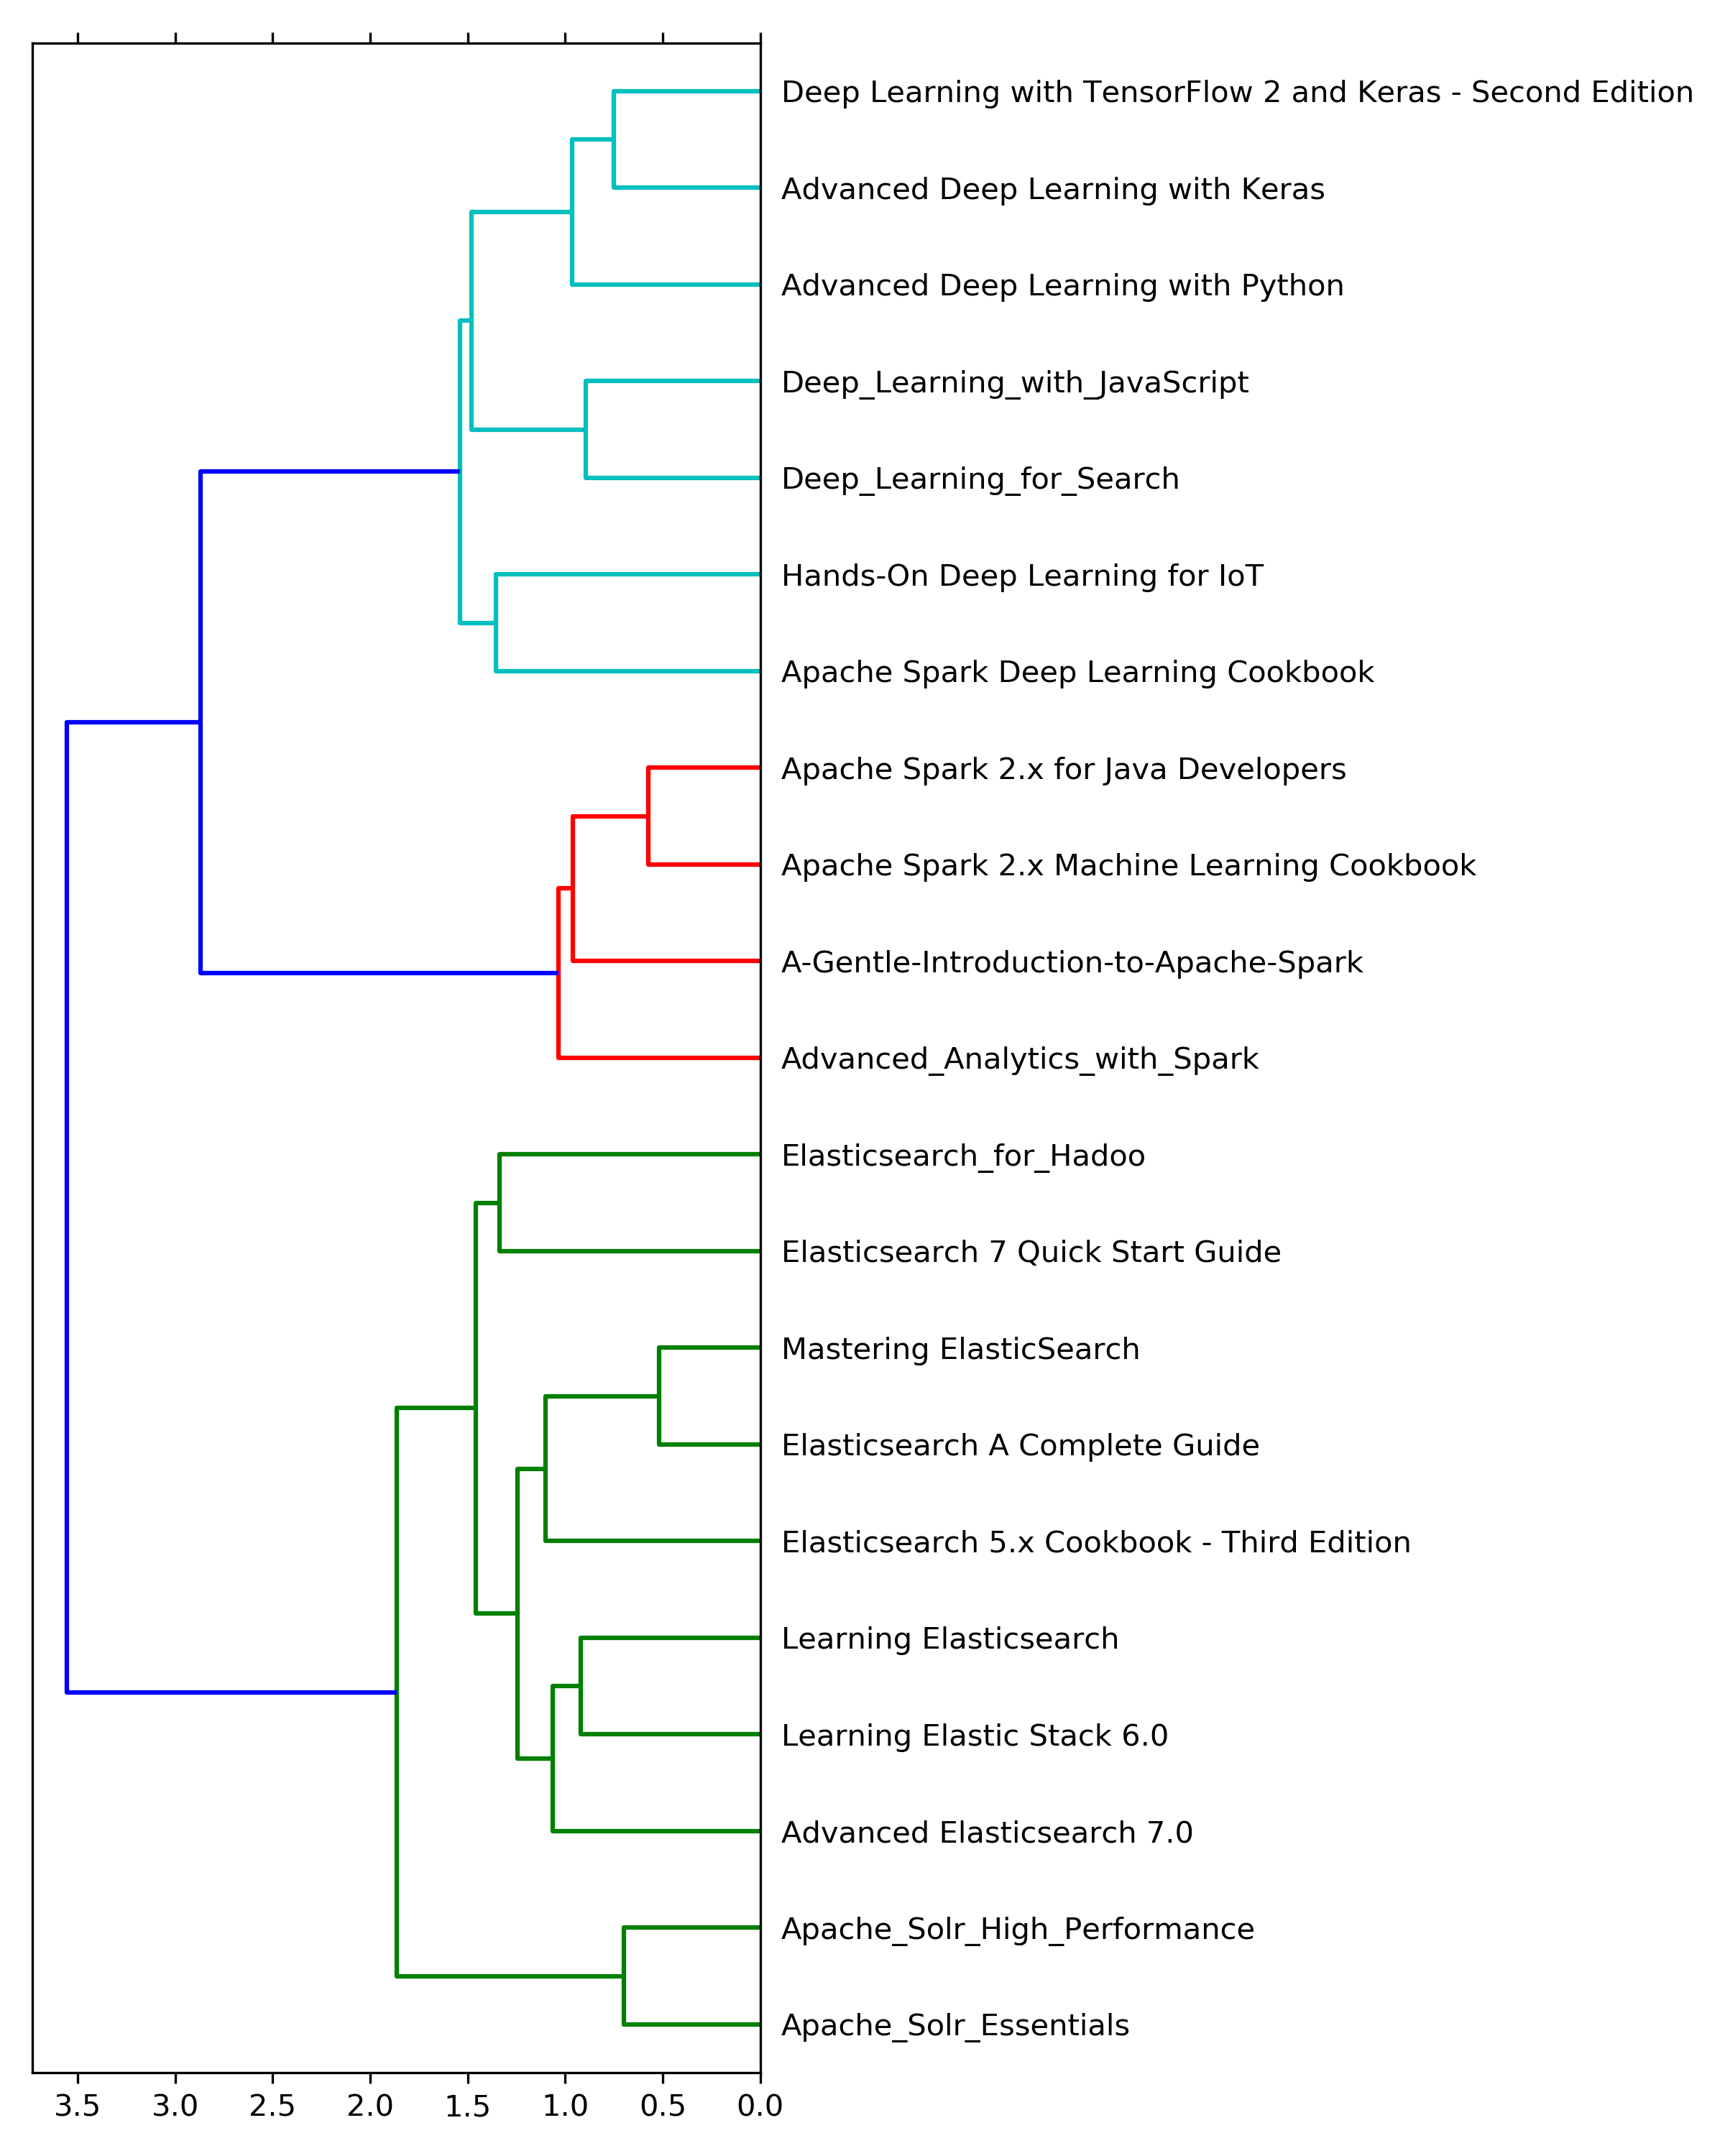 Deep Learning with TensorFlow 2 and Keras - Second Edition
Advanced Deep Learning with Keras
Advanced Deep Learning with Python
Deep_Learning_with_JavaScript
Deep_Learning_for_Search
Hands-On Deep Learning for IoT
Apache Spark Deep Learning Cookbook
Apache Spark 2.x for Java Developers
Apache Spark 2.x Machine Learning Cookbook
A-Gentle-Introduction-to-Apache-Spark
Advanced_Analytics_with_Spark
Elasticsearch_for_Hadoo
Elasticsearch 7 Quick Start Guide
Mastering ElasticSearch
Elasticsearch A Complete Guide
Elasticsearch 5.x Cookbook - Third Edition
Learning Elasticsearch
Learning Elastic Stack 6.0
Advanced Elasticsearch 7.0
Apache_Solr_High_Performance
Apache_Solr_Essentials
3.5 3.0 2.5 2.0 1.5 1.0 0.5 0.0